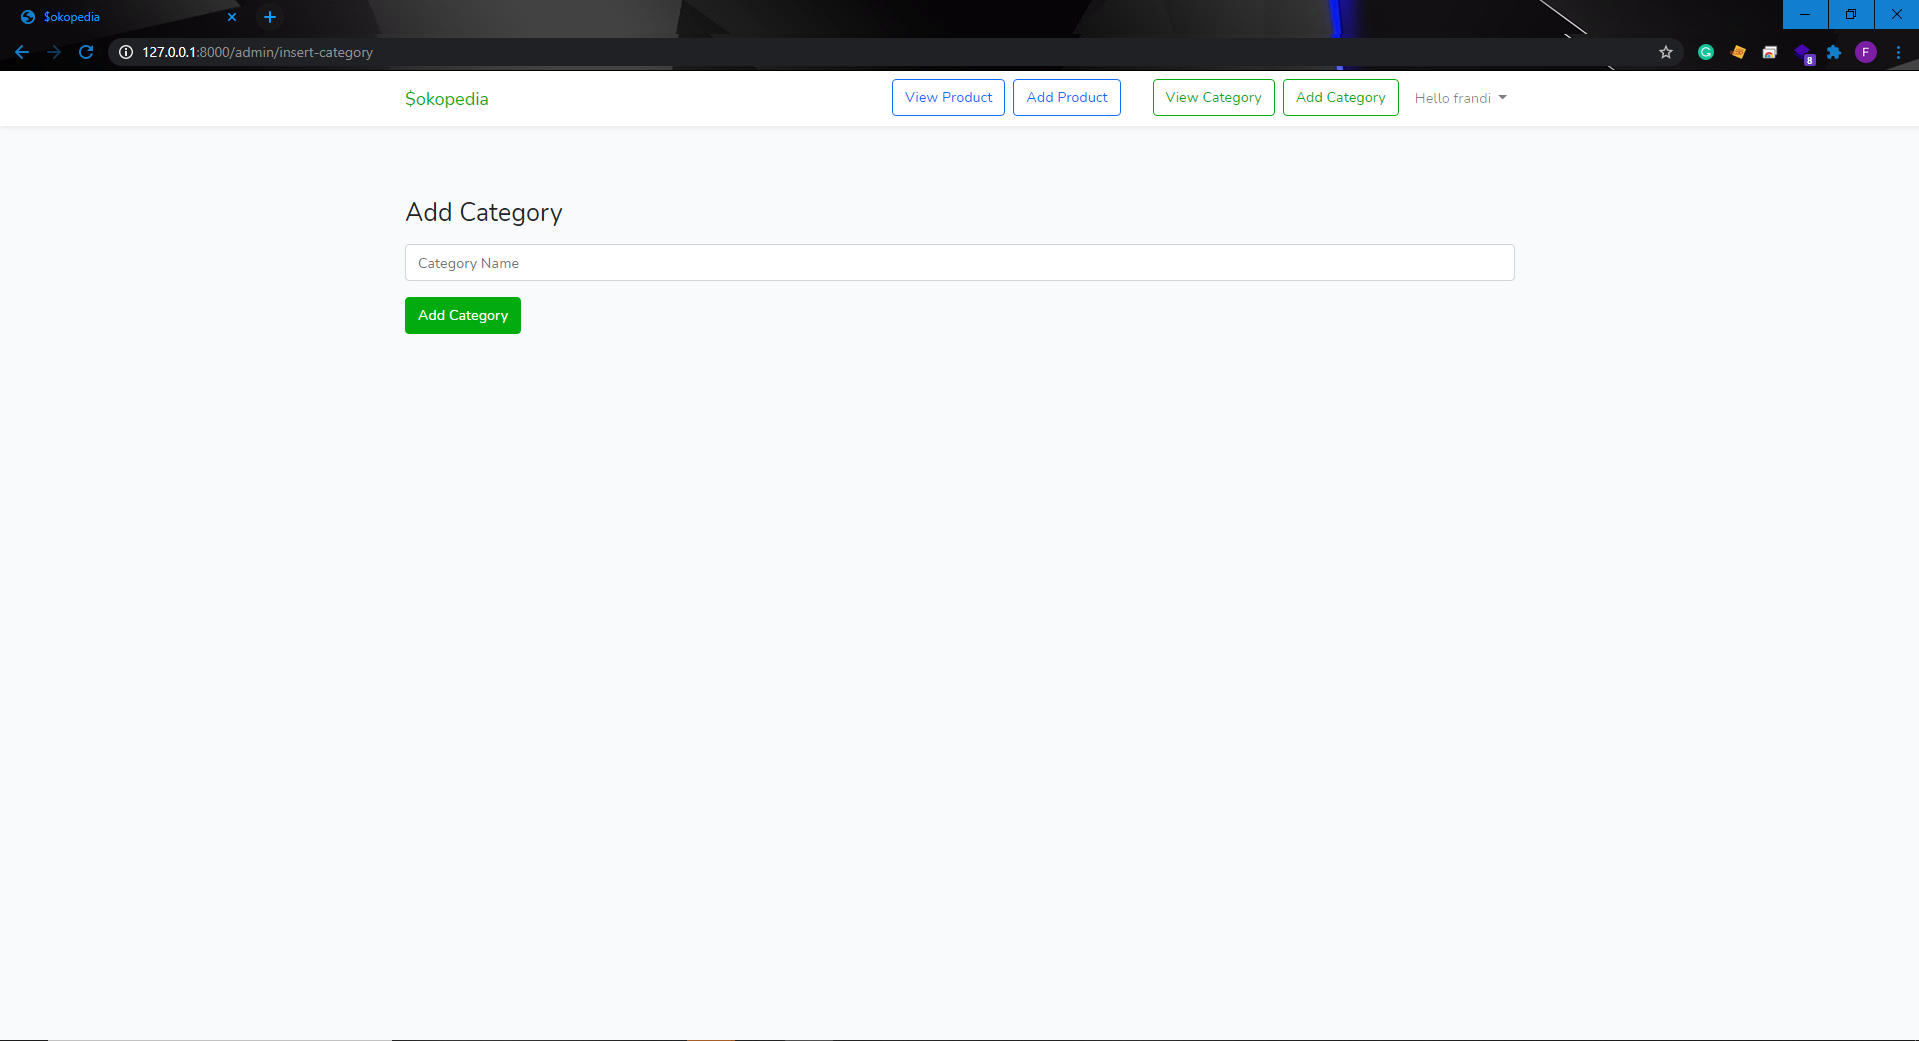 $okopedia
127.0.0.1:8000/admin/insert-category
8
F
$okopedia
View Product
Add Product
View Category
Add Category
Hello frandi
Add Category
Category Name
Add Category